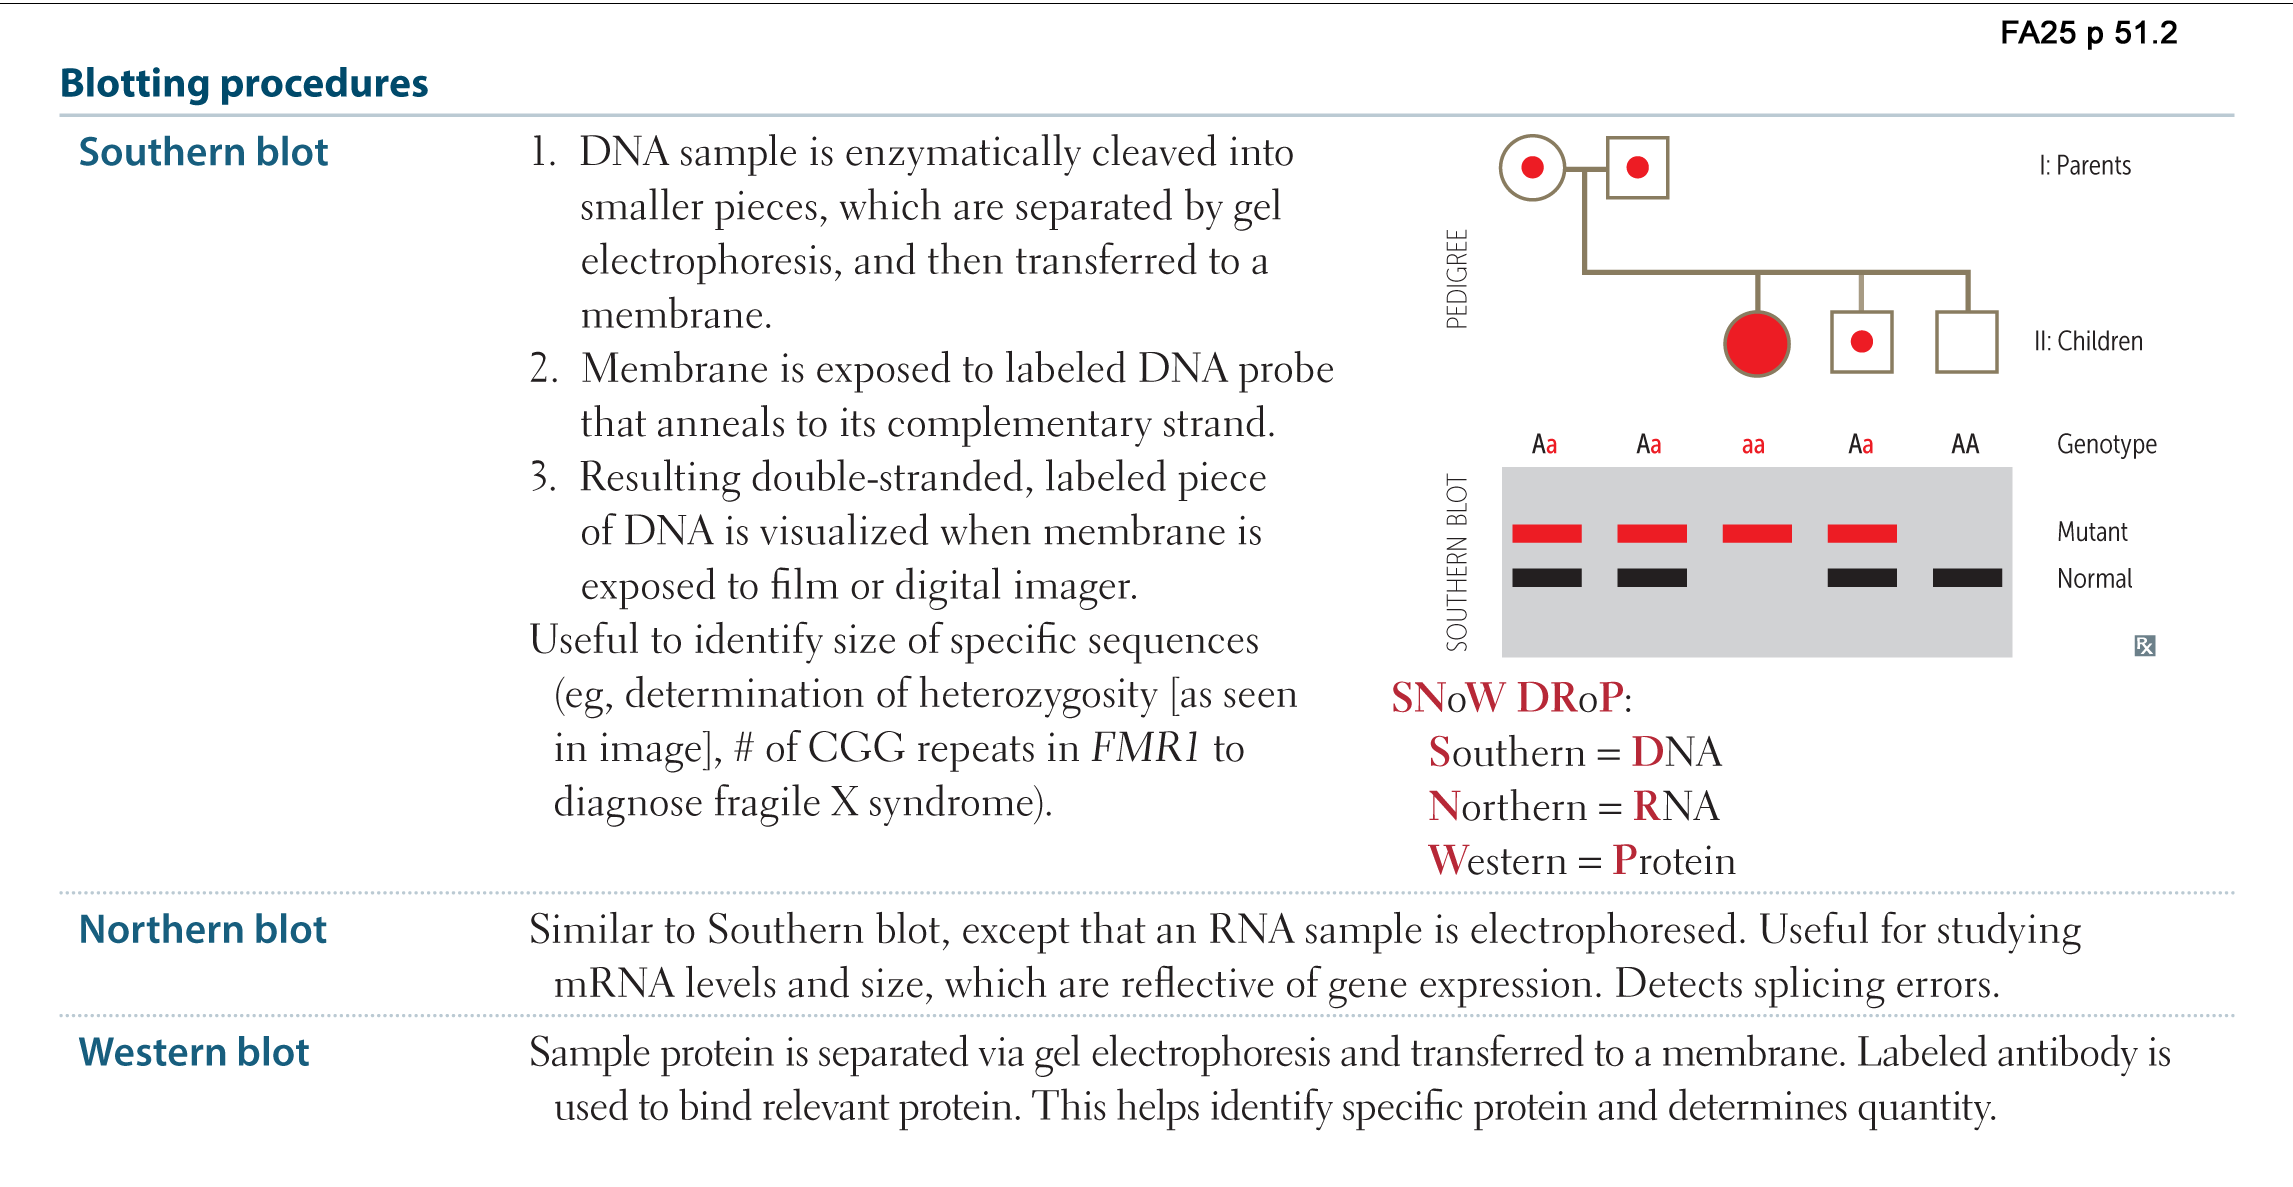 FA25 p 51.2
Blotting procedures
Southern blot
1. DNA sample is enzymatically cleaved into
smaller pieces, which are separated by gel
electrophoresis, and then transferred to a
membrane.
2. Membrane is exposed to labeled DNA probe
that anneals to its complementary strand.
3. Resulting double-stranded, labeled piece
of DNA is visualized when membrane is
exposed to film or digital imager.
Useful to identify size of specific sequences
(eg, determination of heterozygosity [as seen
in image], # of CGG repeats in FMR1 to
diagnose fragile X syndrome).
PEDIGREE
I: Parents
II: Children
Aa Aa aa Aa AA Genotype
SOUTHERN BLOT
Mutant
Normal
Rx
SNoW DRoP:
Southern = DNA
Northern = RNA
Western = Protein
Northern blot
Similar to Southern blot, except that an RNA sample is electrophoresed. Useful for studying
mRNA levels and size, which are reflective of gene expression. Detects splicing errors.
Western blot
Sample protein is separated via gel electrophoresis and transferred to a membrane. Labeled antibody is
used to bind relevant protein. This helps identify specific protein and determines quantity.